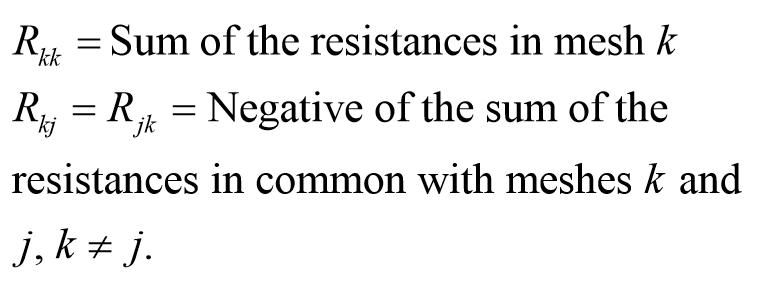 R_kk = Sum of the resistances in mesh k
R_kj = R_jk = Negative of the sum of the
resistances in common with meshes k and
j, k ≠ j.